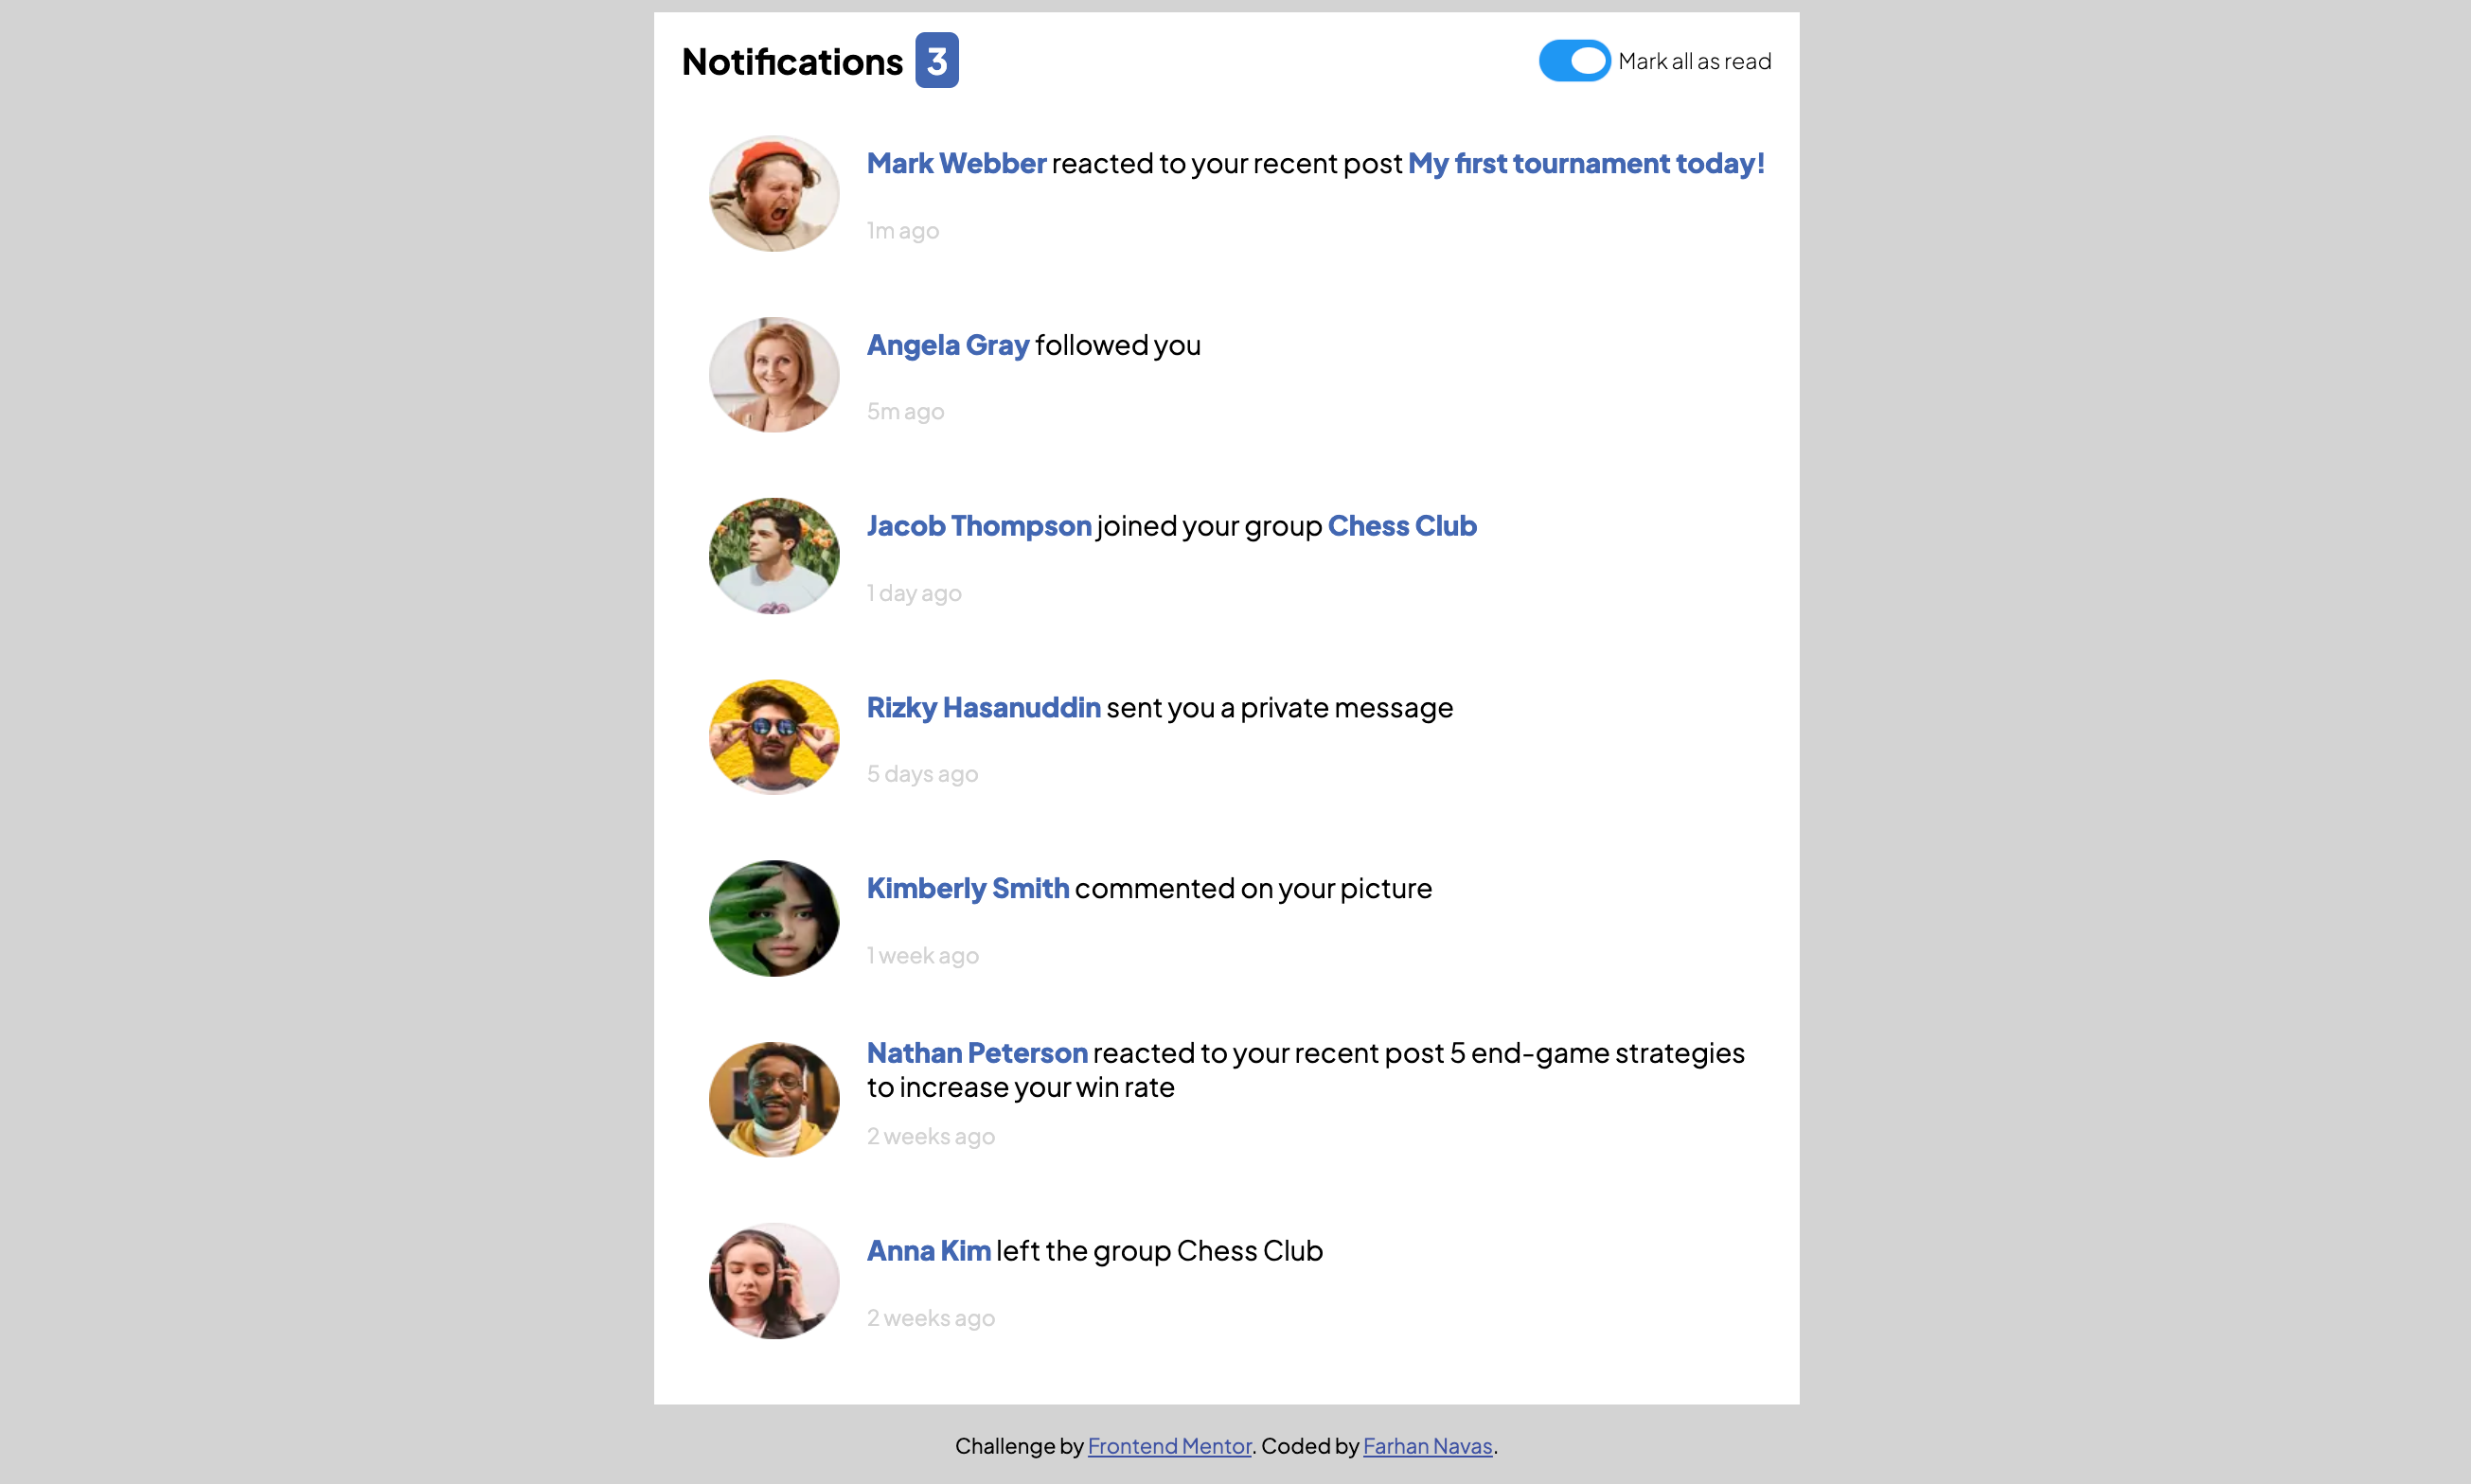 Notifications 3
Mark all as read
Mark Webber reacted to your recent post My first tournament today!
1m ago
Angela Gray followed you
5m ago
Jacob Thompson joined your group Chess Club
1 day ago
Rizky Hasanuddin sent you a private message
5 days ago
Kimberly Smith commented on your picture
1 week ago
Nathan Peterson reacted to your recent post 5 end-game strategies
to increase your win rate
2 weeks ago
Anna Kim left the group Chess Club
2 weeks ago
Challenge by Frontend Mentor. Coded by Farhan Navas.